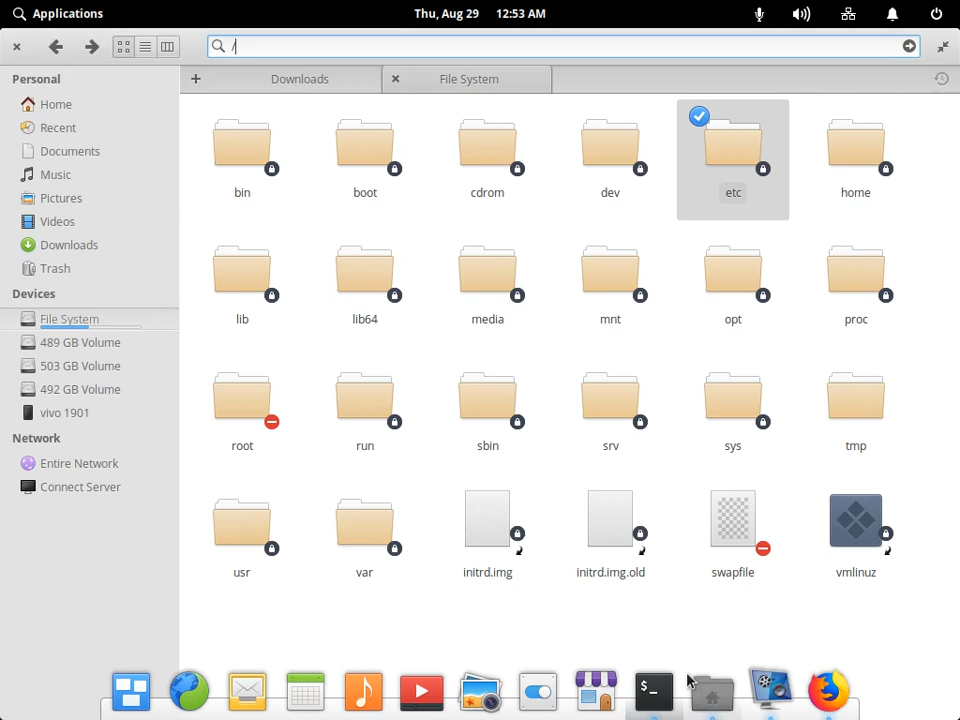 Applications
Thu, Aug 29 12:53 AM
/
Personal
Home
Recent
Documents
Music
Pictures
Videos
Downloads
Trash
Devices
File System
489 GB Volume
503 GB Volume
492 GB Volume
vivo 1901
Network
Entire Network
Connect Server
Downloads
File System
bin
boot
cdrom
dev
etc
home
lib
lib64
media
mnt
opt
proc
root
run
sbin
srv
sys
tmp
usr
var
initrd.img
initrd.img.old
swapfile
vmlinuz